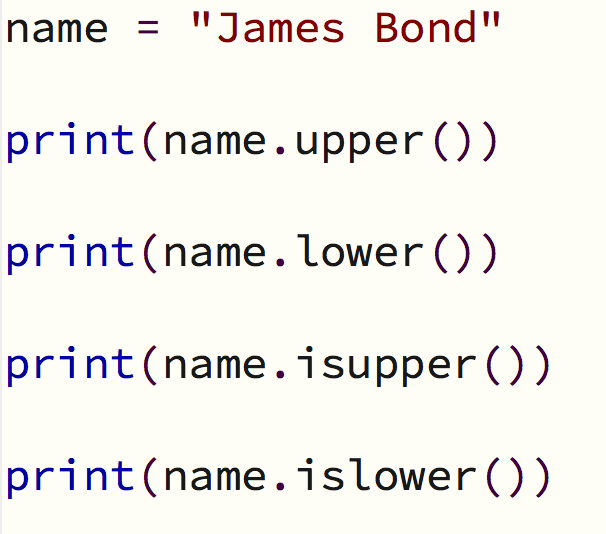 name = "James Bond"
print(name.upper())
print(name.lower())
print(name.isupper())
print(name.islower())